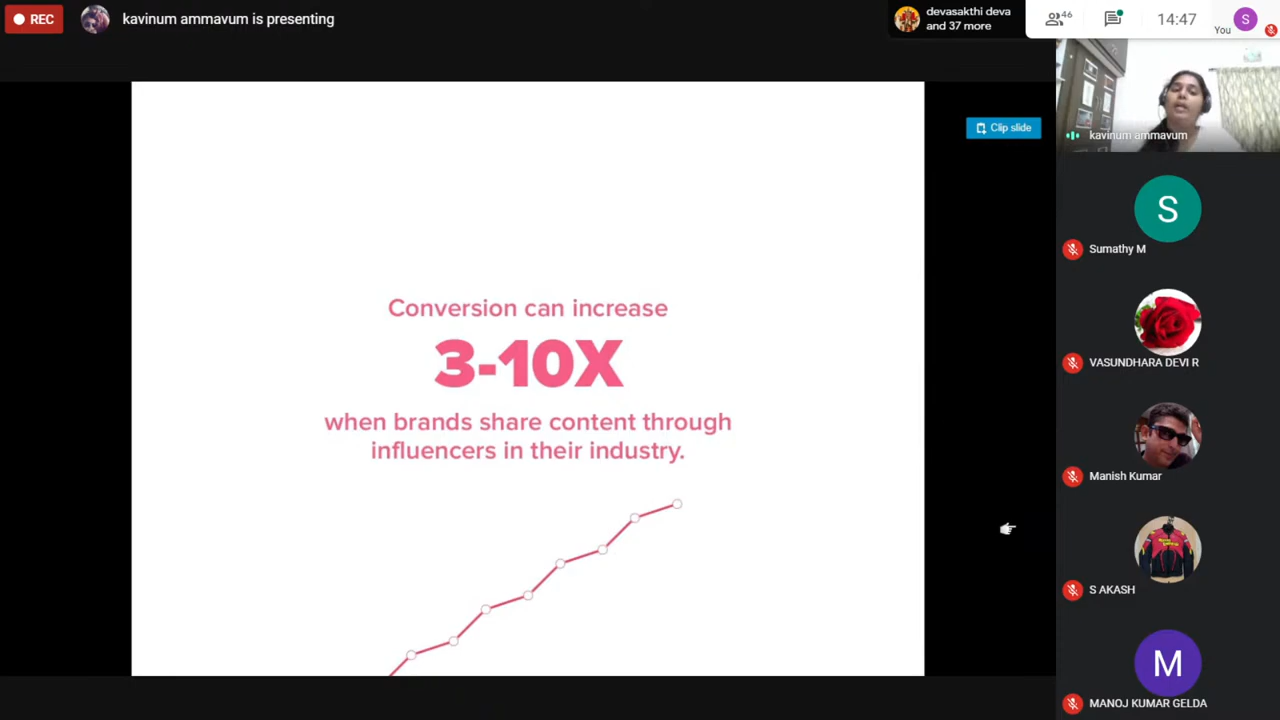 REC
kavinum ammavum is presenting
devasakthi deva
and 37 more
46
14:47
You
S
Clip slide
kavinum ammavum
Conversion can increase
3-10X
when brands share content through
influencers in their industry.
S
Sumathy M
VASUNDHARA DEVI R
Manish Kumar
S AKASH
M
MANOJ KUMAR GELDA